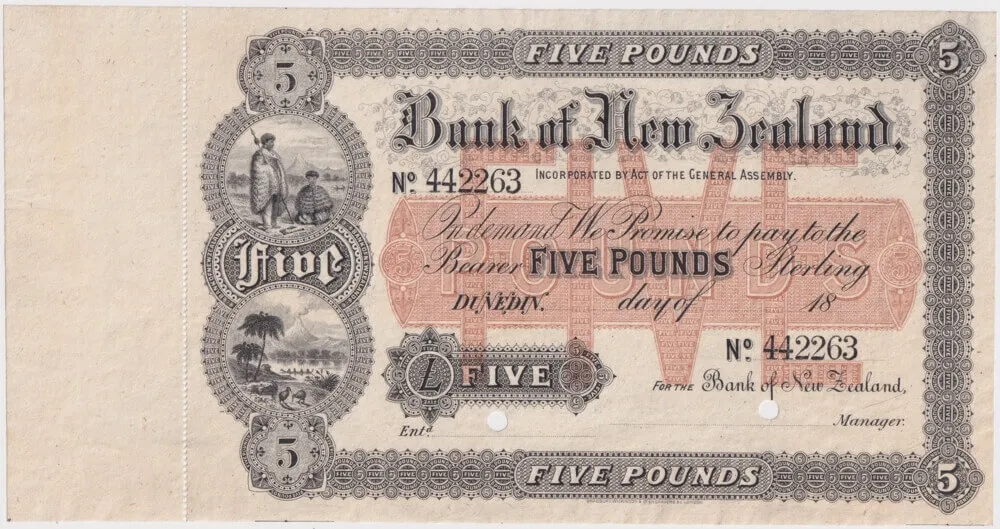 FIVE POUNDS
5
5
Bank of New Zealand.
INCORPORATED BY ACT OF THE GENERAL ASSEMBLY.
Nº 442263
On demand We Promise to pay to the
Bearer FIVE POUNDS Sterling
DUNEDIN. day of 18
FIVE
POUNDS
Five
Nº 442263
£ FIVE
FOR THE Bank of New Zealand,
Entd
Manager.
5
5
FIVE POUNDS